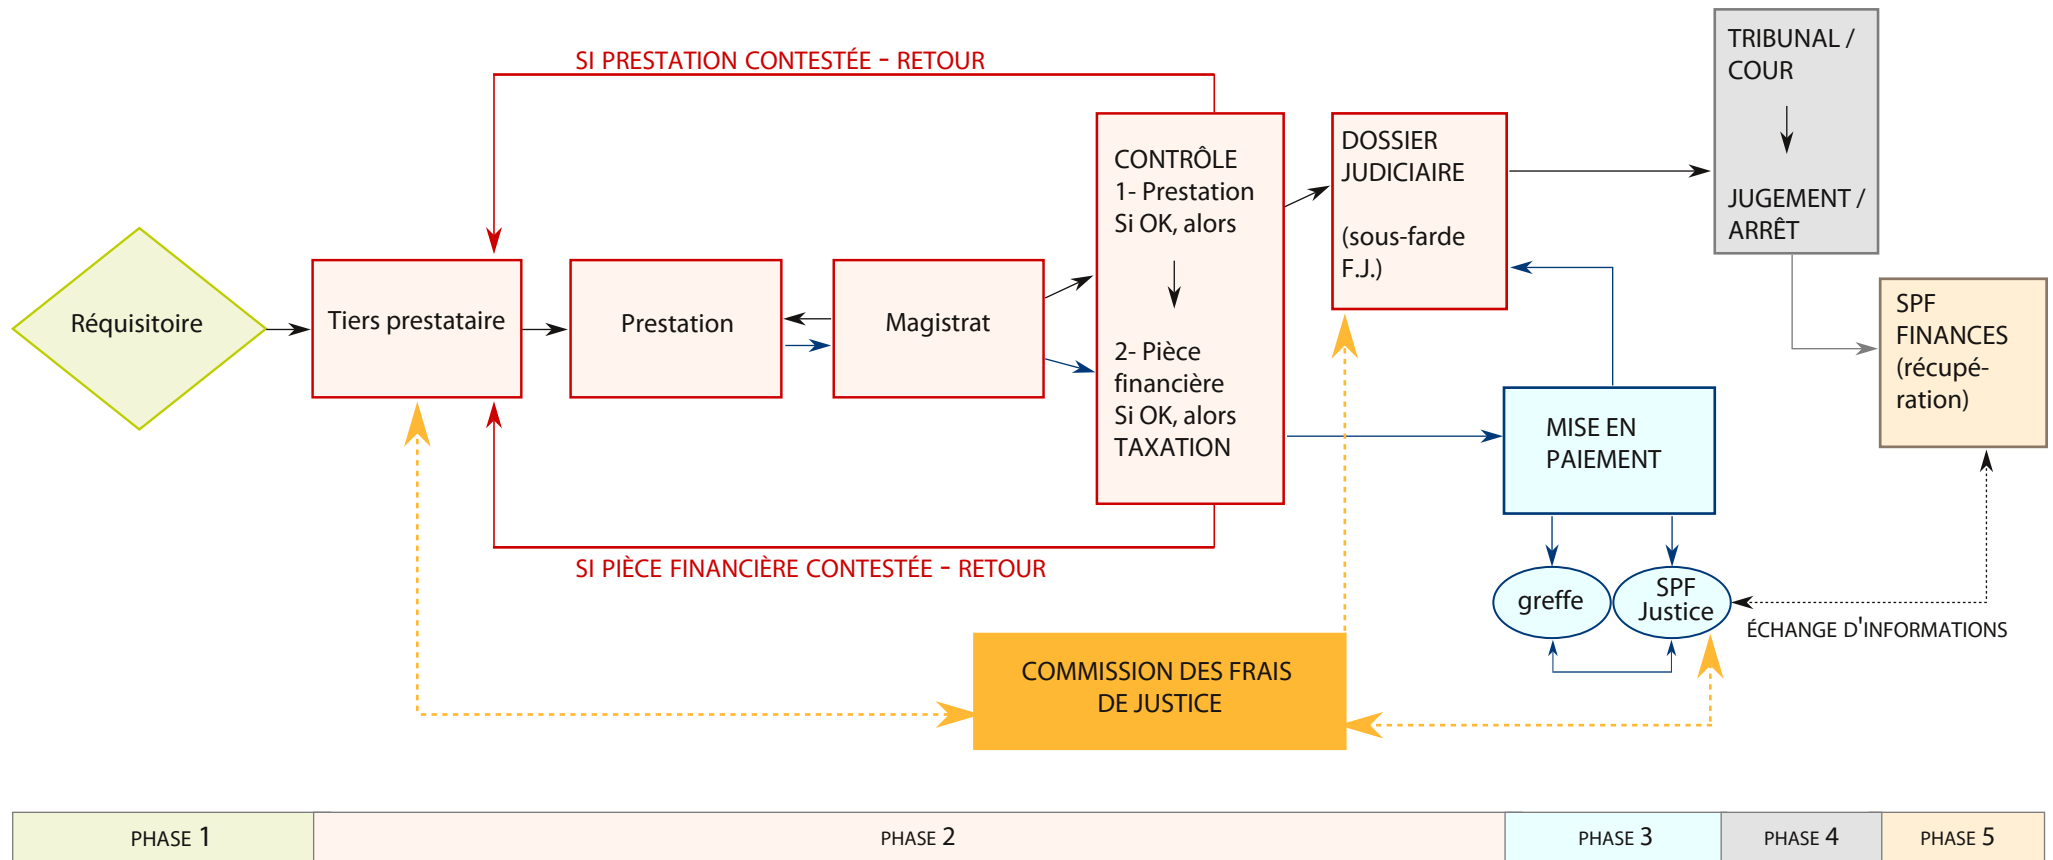 SI PRESTATION CONTESTÉE - RETOUR
Réquisitoire
Tiers prestataire
Prestation
Magistrat
CONTRÔLE
1- Prestation
Si OK, alors
2- Pièce
financière
Si OK, alors
TAXATION
SI PIÈCE FINANCIÈRE CONTESTÉE - RETOUR
DOSSIER
JUDICIAIRE
(sous-farde
F.J.)
TRIBUNAL /
COUR
JUGEMENT /
ARRÊT
SPF
FINANCES
(récupé-
ration)
MISE EN
PAIEMENT
greffe
SPF
Justice
ÉCHANGE D'INFORMATIONS
COMMISSION DES FRAIS
DE JUSTICE
PHASE 1
PHASE 2
PHASE 3
PHASE 4
PHASE 5